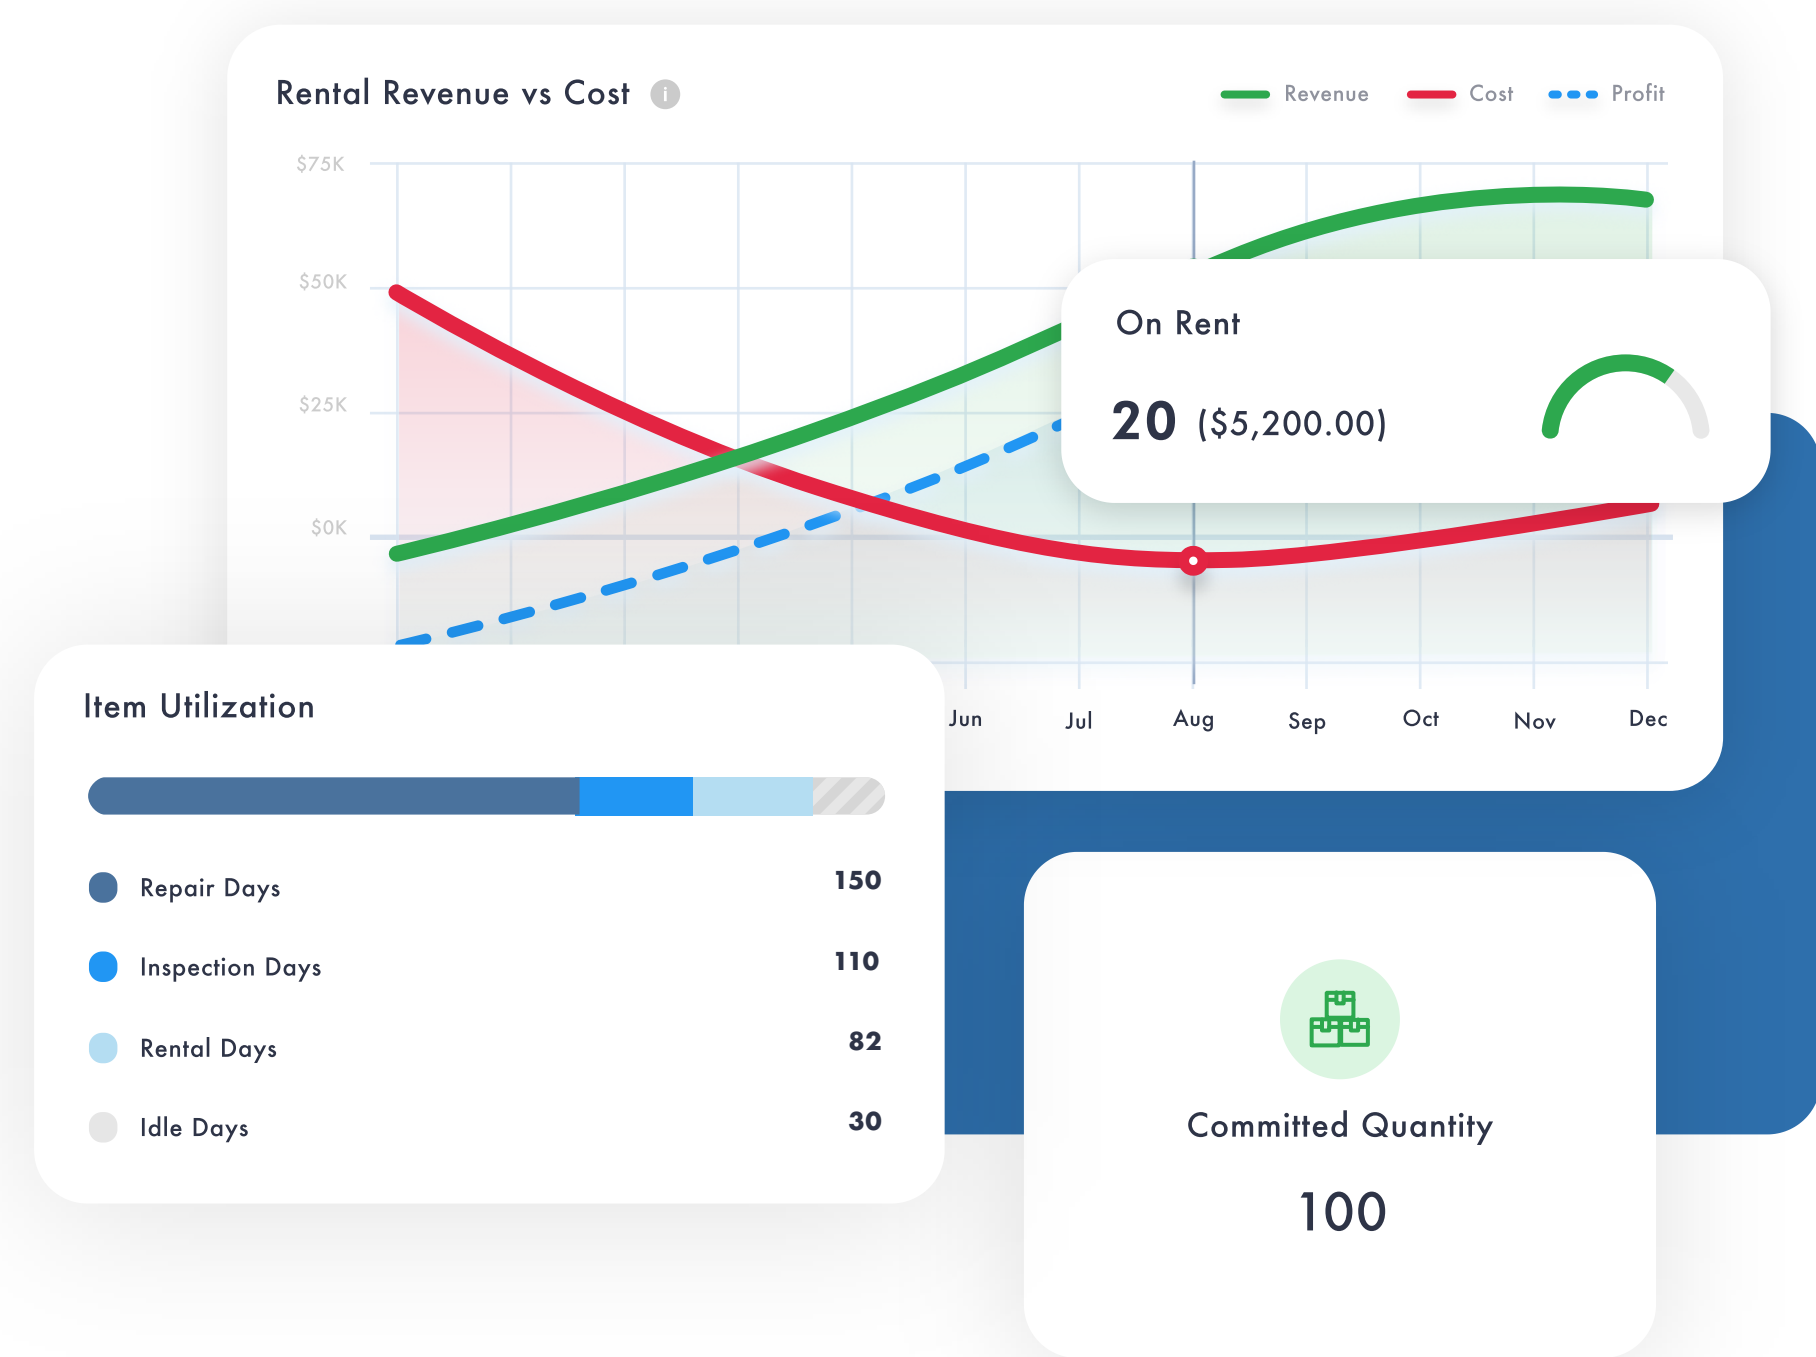 Rental Revenue vs Cost i
Revenue Cost Profit
$75K
$50K
$25K
$0K
Jun Jul Aug Sep Oct Nov Dec
On Rent
20 ($5,200.00)
Item Utilization
Repair Days 150
Inspection Days 110
Rental Days 82
Idle Days 30
Committed Quantity
100